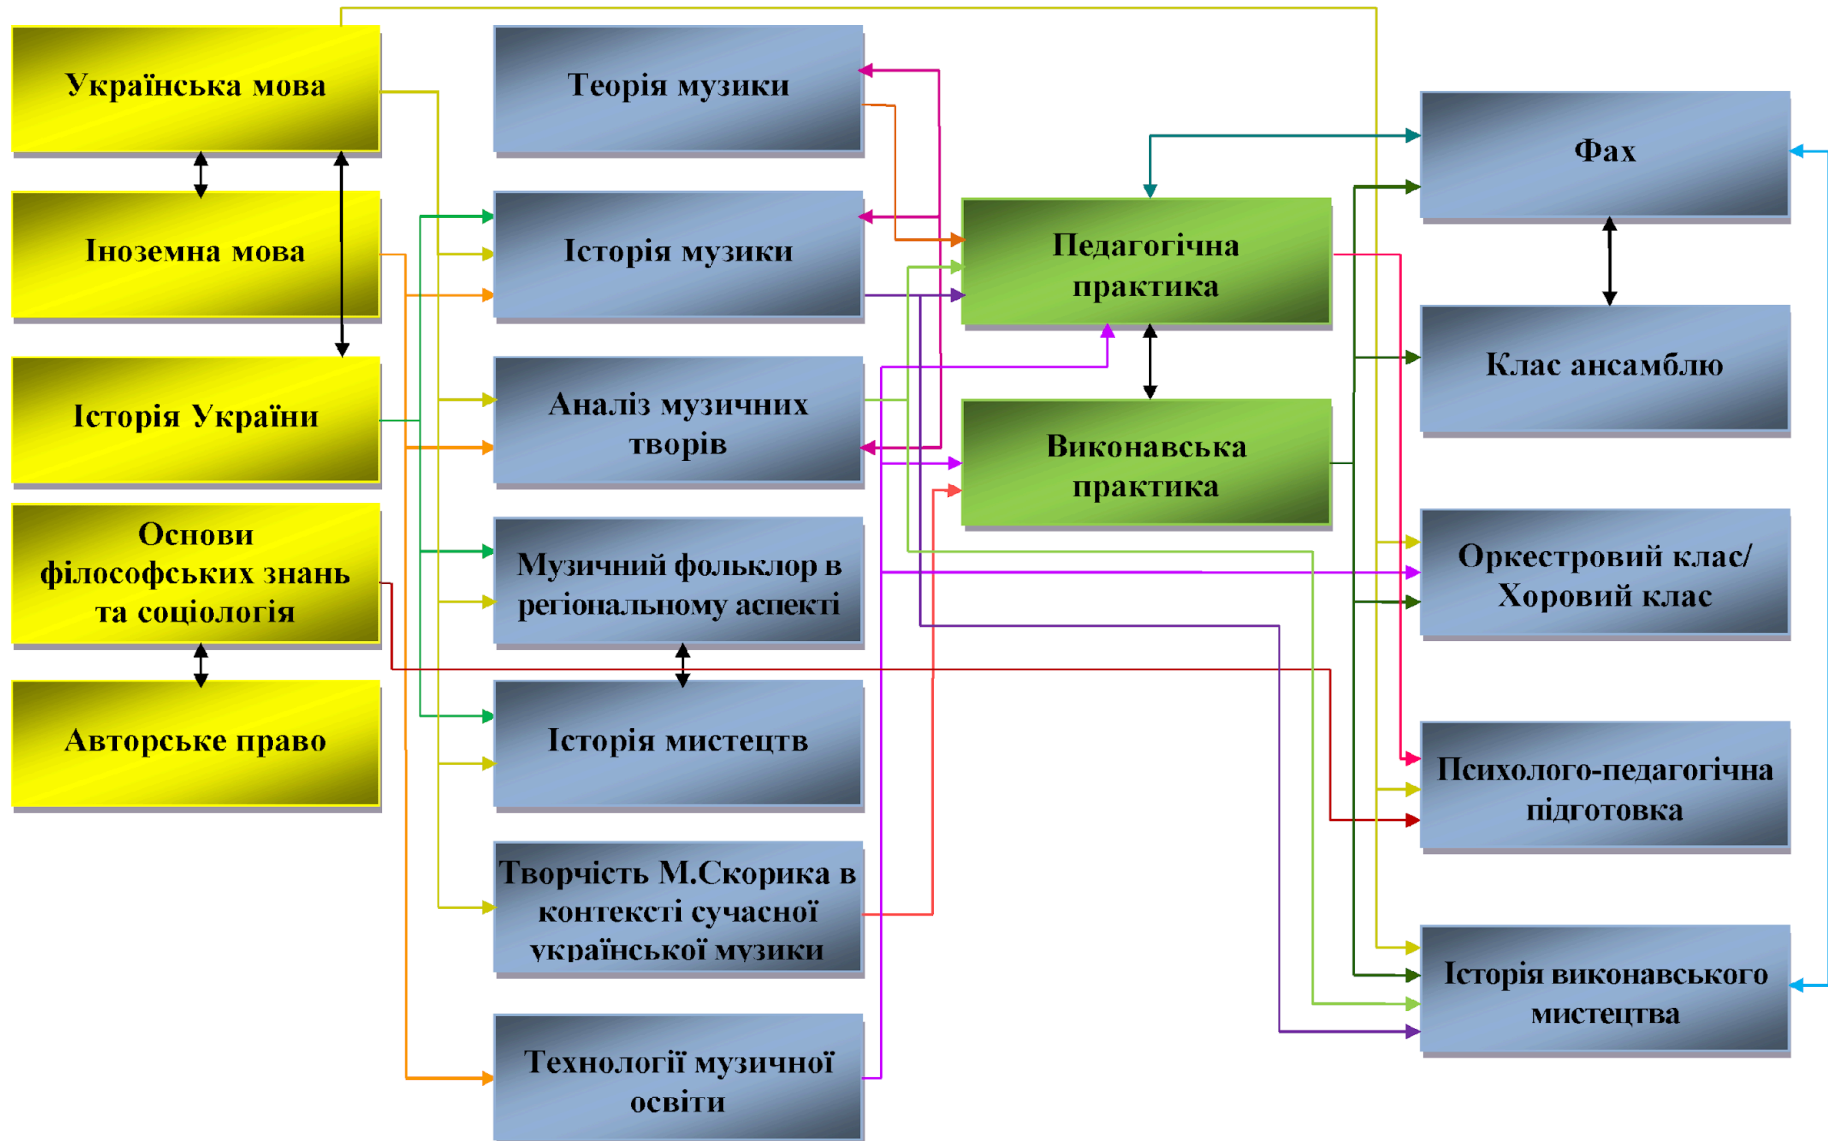 Українська мова
Іноземна мова
Історія України
Основи
філософських знань
та соціологія
Авторське право
Теорія музики
Історія музики
Аналіз музичних
творів
Музичний фольклор в
регіональному аспекті
Історія мистецтв
Творчість М.Скорика в
контексті сучасної
української музики
Технології музичної
освіти
Педагогічна
практика
Виконавська
практика
Фах
Клас ансамблю
Оркестровий клас/
Хоровий клас
Психолого-педагогічна
підготовка
Історія виконавського
мистецтва